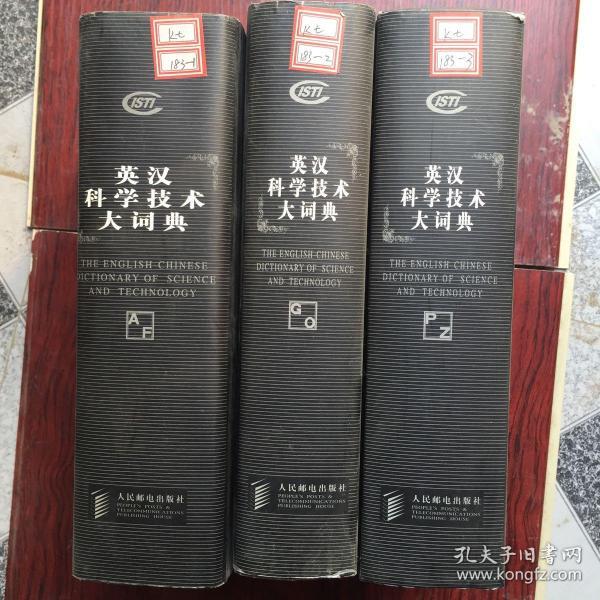 Kt
183-1
ISTI
英汉
科学技术
大词典
THE ENGLISH CHINESE
DICTIONARY OF SCIENCE
AND TECHNOLOGY
A
F
人民邮电出版社
PEOPLE'S POSTS &
TELECOMMUNICATIONS
PUBLISHING HOUSE
Kt
183-2
ISTI
英汉
科学技术
大词典
THE ENGLISH-CHINESE
DICTIONARY OF SCIENCE
AND TECHNOLOGY
G
O
人民邮电出版社
PEOPLE'S POSTS &
TELECOMMUNICATIONS
PUBLISHING HOUSE
Kt
183-3
ISTI
英汉
科学技术
大词典
THE ENGLISH CHINESE
DICTIONARY OF SCIENCE
AND TECHNOLOGY
P
Z
人民邮电出版社
PEOPLE'S POSTS &
TELECOMMUNICATIONS
PUBLISHING HOUSE
孔夫子旧书网
www.kongfz.com